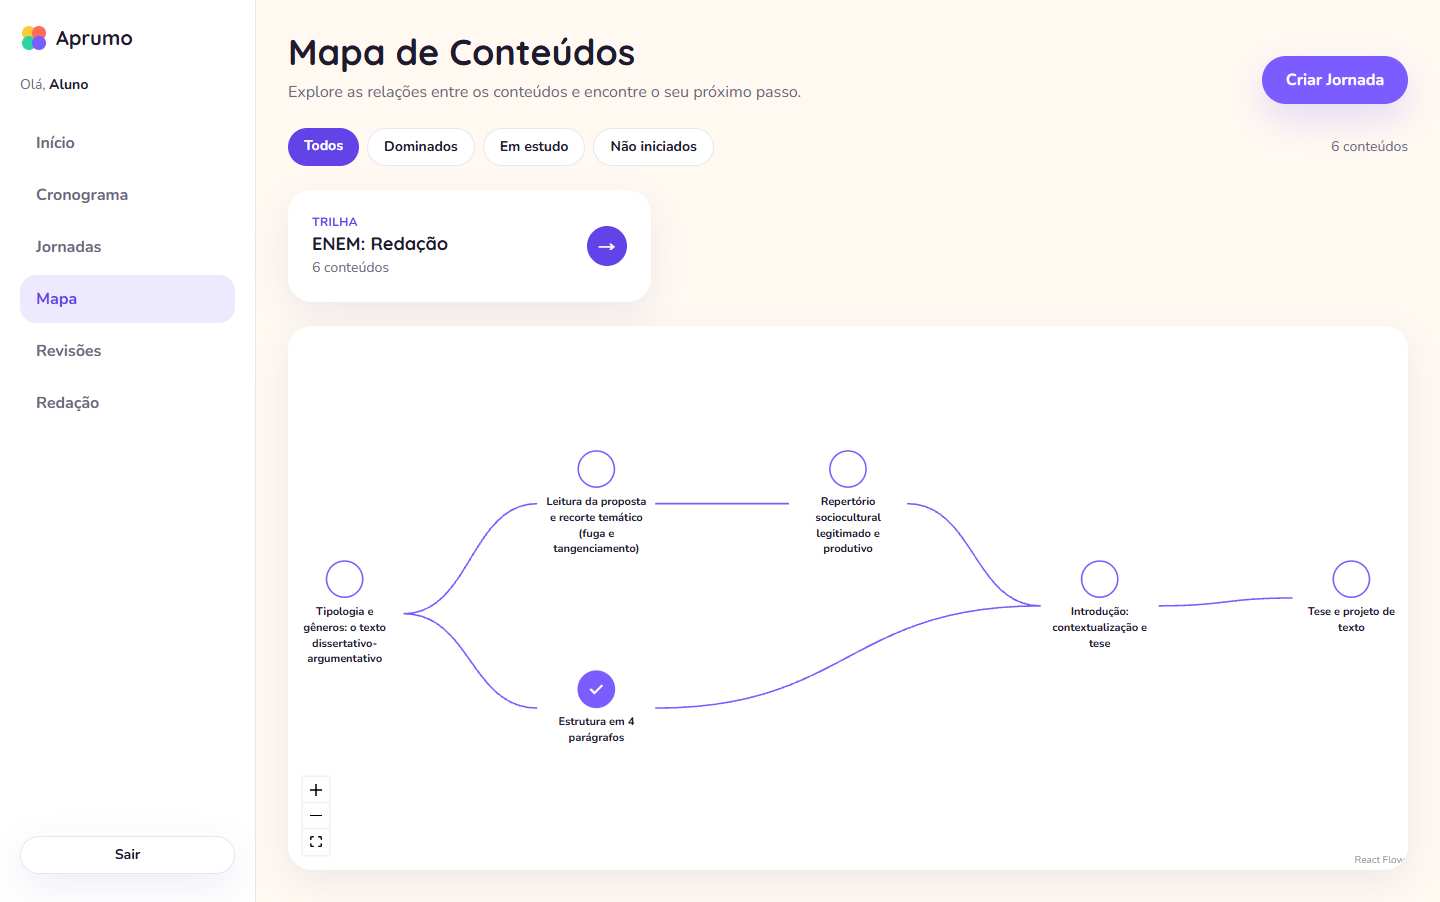 Aprumo
Olá, Aluno
Início
Cronograma
Jornadas
Mapa
Revisões
Redação
Sair
Mapa de Conteúdos
Explore as relações entre os conteúdos e encontre o seu próximo passo.
Criar Jornada
Todos
Dominados
Em estudo
Não iniciados
6 conteúdos
TRILHA
ENEM: Redação
6 conteúdos
Tipologia e
gêneros: o texto
dissertativo-
argumentativo
Leitura da proposta
e recorte temático
(fuga e
tangenciamento)
Estrutura em 4
parágrafos
Repertório
sociocultural
legitimado e
produtivo
Introdução:
contextualização e
tese
Tese e projeto de
texto
React Flow